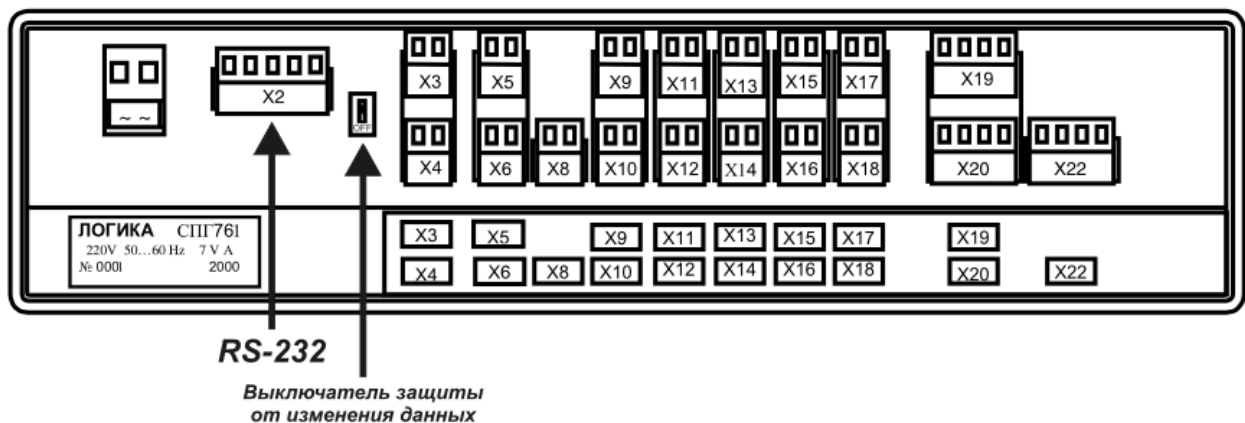 X3 X5 X9 X11 X13 X15 X17 X19
X2
~ ~
OFF
X4 X6 X8 X10 X12 X14 X16 X18 X20 X22
ЛОГИКА СПГ761
220V 50...60 Hz 7 V A
№ 0001 2000
X3 X5 X9 X11 X13 X15 X17 X19
X4 X6 X8 X10 X12 X14 X16 X18 X20 X22
RS-232
Выключатель защиты
от изменения данных